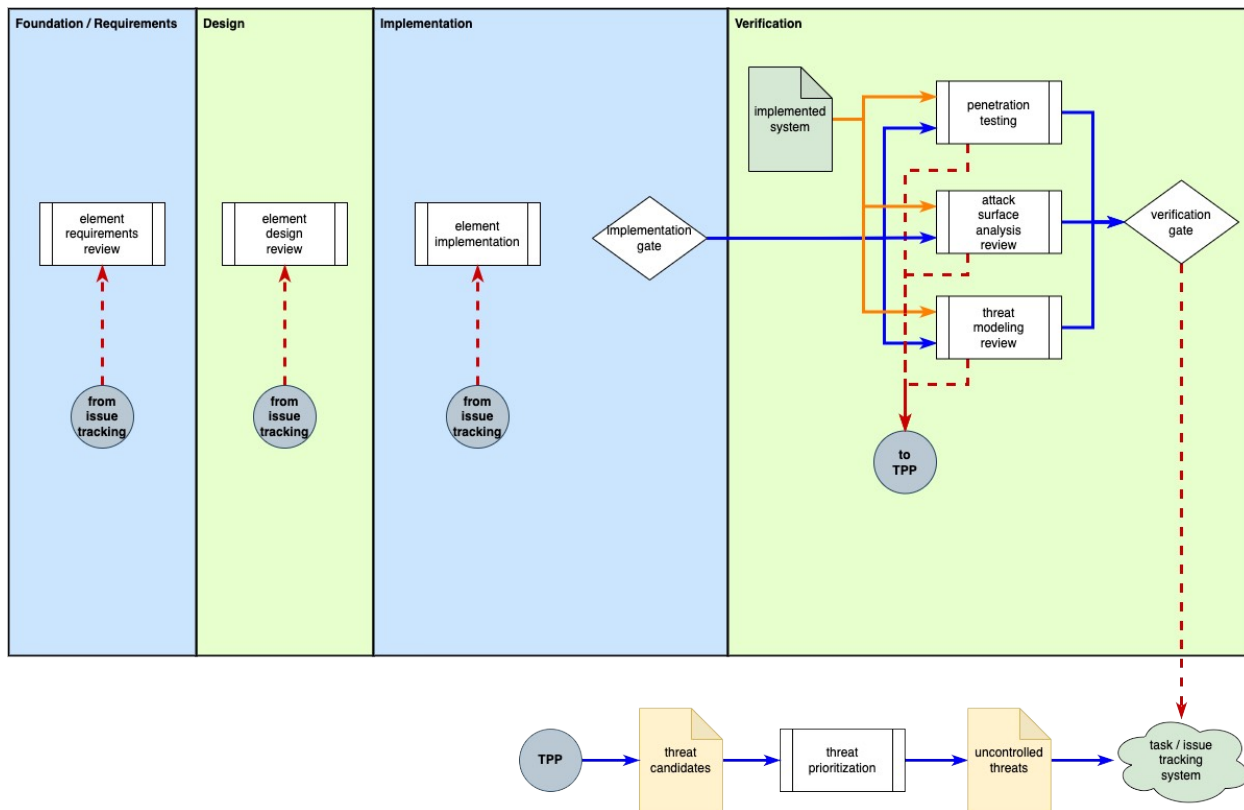 Foundation / Requirements
Design
Implementation
Verification
implemented
system
penetration
testing
element
requirements
review
element
design
review
element
implementation
Implementation
gate
attack
surface
analysis
review
verification
gate
threat
modeling
review
from
issue
tracking
from
issue
tracking
from
issue
tracking
to
TPP
TPP
threat
candidates
threat
prioritization
uncontrolled
threats
task / issue
tracking
system